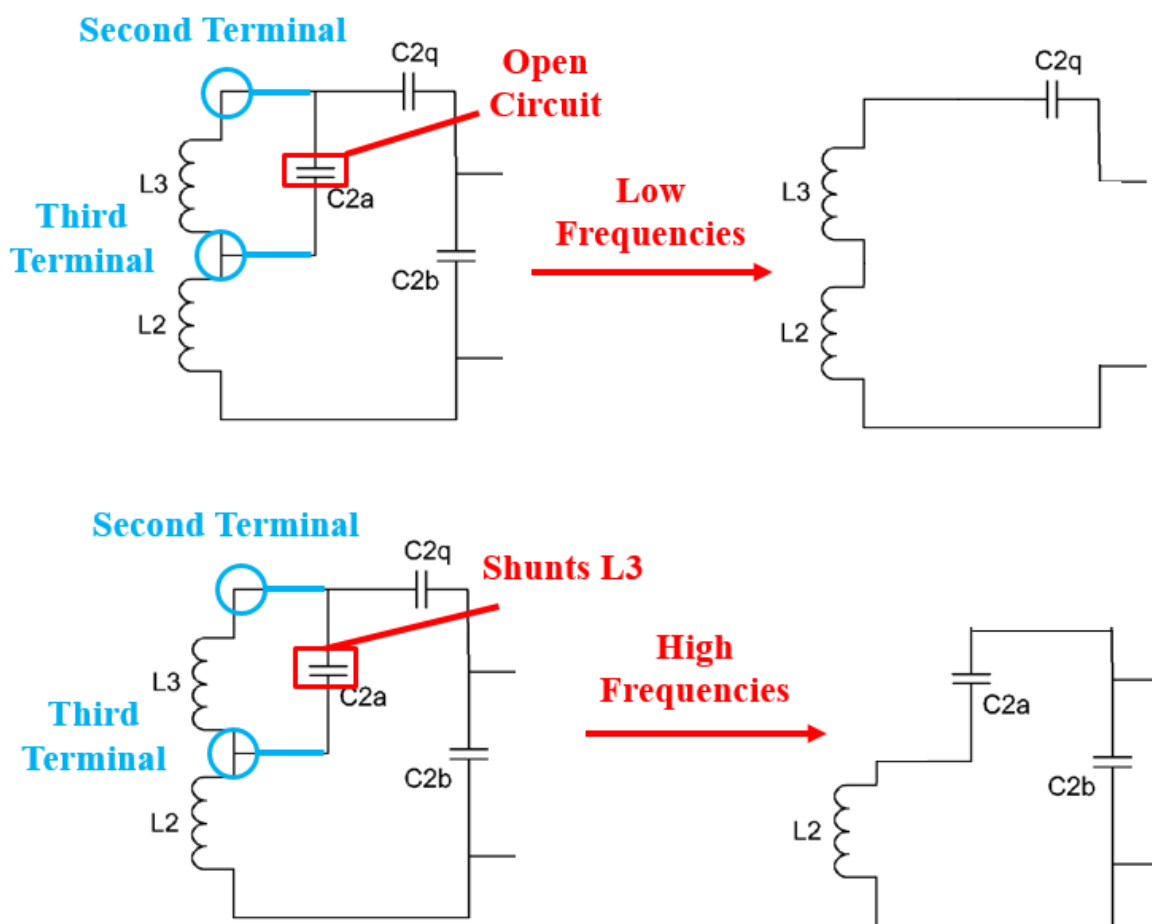 Second Terminal
C2q
Open
Circuit
L3
C2a
Third
Terminal
C2b
L2
Low
Frequencies
C2q
L3
L2
Second Terminal
C2q
Shunts L3
L3
C2a
Third
Terminal
C2b
L2
High
Frequencies
C2a
C2b
L2